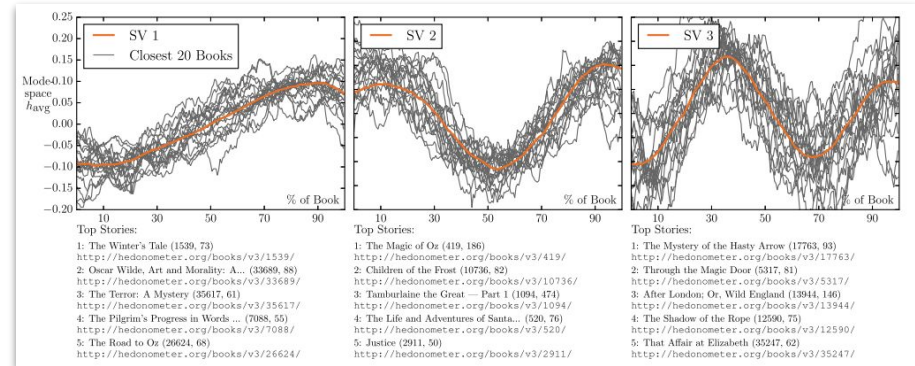 0.25
0.20
0.15
0.10
0.05
0.00
−0.05
−0.10
−0.15
−0.20
Mode-
space
havg
SV 1
Closest 20 Books
% of Book
10 30 50 70 90
Top Stories:
1: The Winter's Tale (1539, 73)
http://hedonometer.org/books/v3/1539/
2: Oscar Wilde, Art and Morality: A... (33689, 88)
http://hedonometer.org/books/v3/33689/
3: The Terror: A Mystery (35617, 61)
http://hedonometer.org/books/v3/35617/
4: The Pilgrim's Progress in Words ... (7088, 55)
http://hedonometer.org/books/v3/7088/
5: The Road to Oz (26624, 68)
http://hedonometer.org/books/v3/26624/
SV 2
% of Book
10 30 50 70 90
Top Stories:
1: The Magic of Oz (419, 186)
http://hedonometer.org/books/v3/419/
2: Children of the Frost (10736, 82)
http://hedonometer.org/books/v3/10736/
3: Tamburlaine the Great — Part 1 (1094, 474)
http://hedonometer.org/books/v3/1094/
4: The Life and Adventures of Santa... (520, 76)
http://hedonometer.org/books/v3/520/
5: Justice (2911, 50)
http://hedonometer.org/books/v3/2911/
SV 3
% of Book
10 30 50 70 90
Top Stories:
1: The Mystery of the Hasty Arrow (17763, 93)
http://hedonometer.org/books/v3/17763/
2: Through the Magic Door (5317, 81)
http://hedonometer.org/books/v3/5317/
3: After London; Or, Wild England (13944, 146)
http://hedonometer.org/books/v3/13944/
4: The Shadow of the Rope (12590, 75)
http://hedonometer.org/books/v3/12590/
5: That Affair at Elizabeth (35247, 62)
http://hedonometer.org/books/v3/35247/